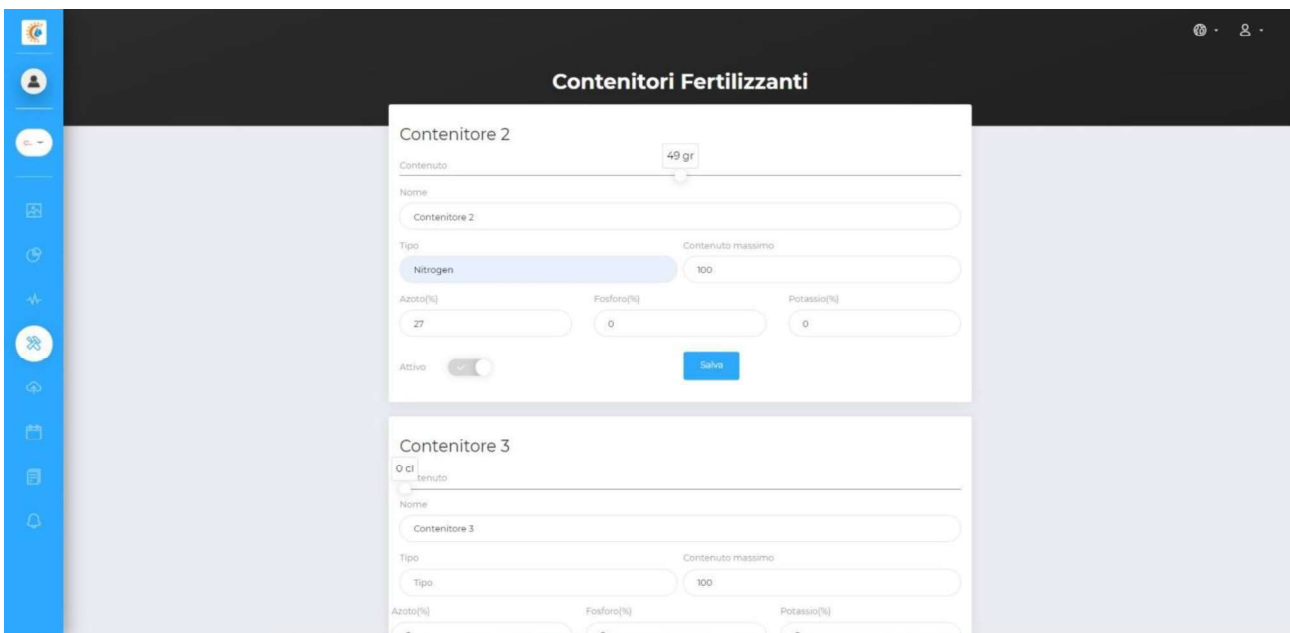 Contenitori Fertilizzanti
Contenitore 2
49 gr
Contenuto
Nome
Contenitore 2
Tipo Contenuto massimo
Nitrogen 100
Azoto(%) Fosforo(%) Potassio(%)
27 0 0
Attivo Salva
Contenitore 3
0 cl
tenuto
Nome
Contenitore 3
Tipo Contenuto massimo
Tipo 100
Azoto(%) Fosforo(%) Potassio(%)